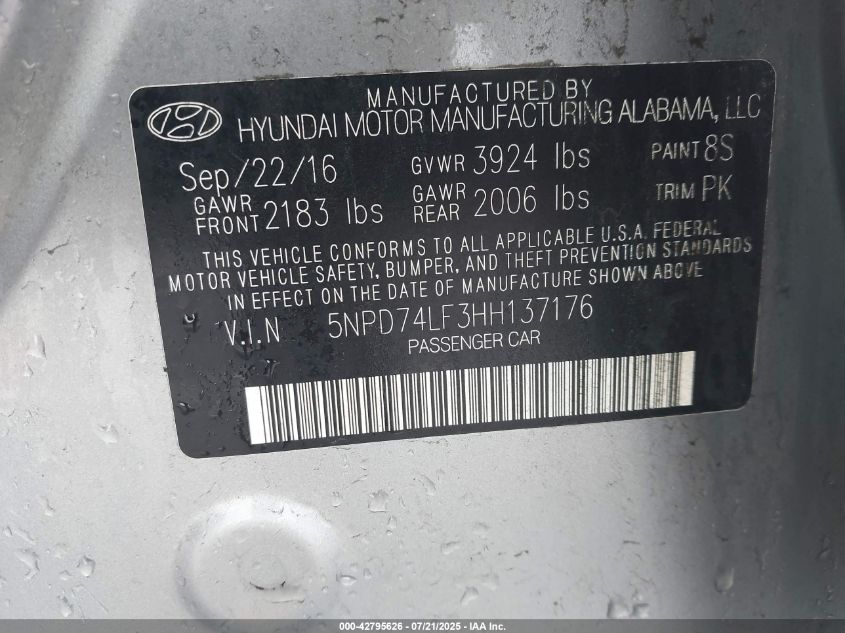 MANUFACTURED BY
HYUNDAI MOTOR MANUFACTURING ALABAMA, LLC
Sep/22/16 GVWR 3924 lbs PAINT 8S
GAWR FRONT 2183 lbs GAWR REAR 2006 lbs TRIM PK
THIS VEHICLE CONFORMS TO ALL APPLICABLE U.S.A. FEDERAL
MOTOR VEHICLE SAFETY, BUMPER, AND THEFT PREVENTION STANDARDS
IN EFFECT ON THE DATE OF MANUFACTURE SHOWN ABOVE
V.I.N 5NPD74LF3HH137176
PASSENGER CAR
000-42795626 - 07/21/2025 - IAA Inc.